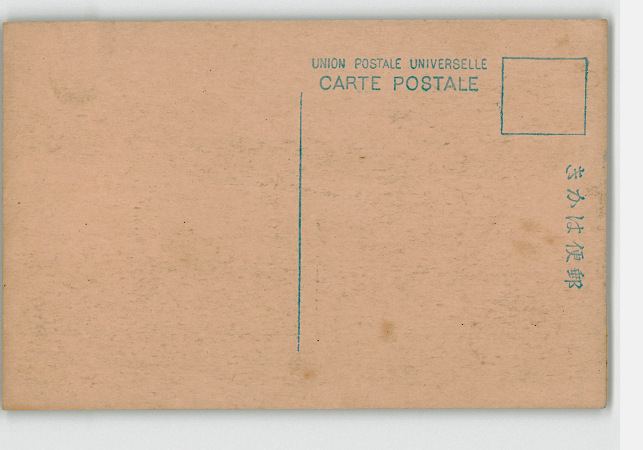 UNION POSTALE UNIVERSELLE
CARTE POSTALE
きかは便郵